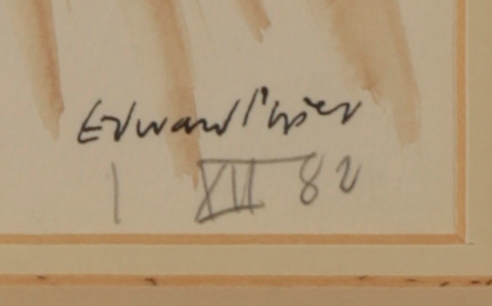 Edward Piper
1 XII 82